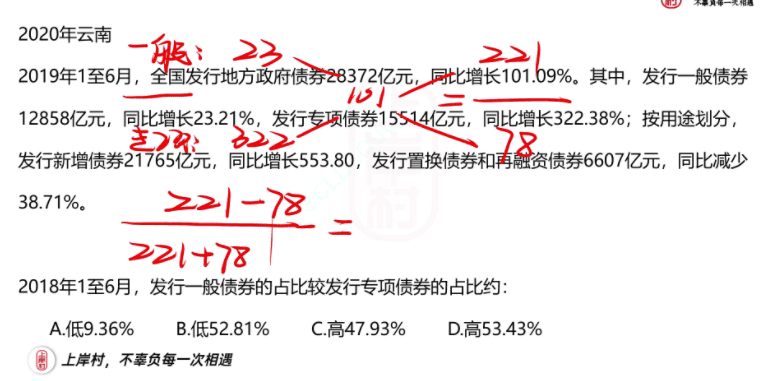 不辜负每一次相遇
2020年云南
一般：23
221
2019年1至6月，全国发行地方政府债券28372亿元，同比增长101.09%。其中，发行一般债券
101 =
12858亿元，同比增长23.21%，发行专项债券15514亿元，同比增长322.38%；按用途划分，
专项：322
78
发行新增债券21765亿元，同比增长553.80，发行置换债券和再融资债券6607亿元，同比减少
38.71%。
221-78
221+78
=
2018年1至6月，发行一般债券的占比较发行专项债券的占比约：
A.低9.36% B.低52.81% C.高47.93% D.高53.43%
上岸村，不辜负每一次相遇
上岸村